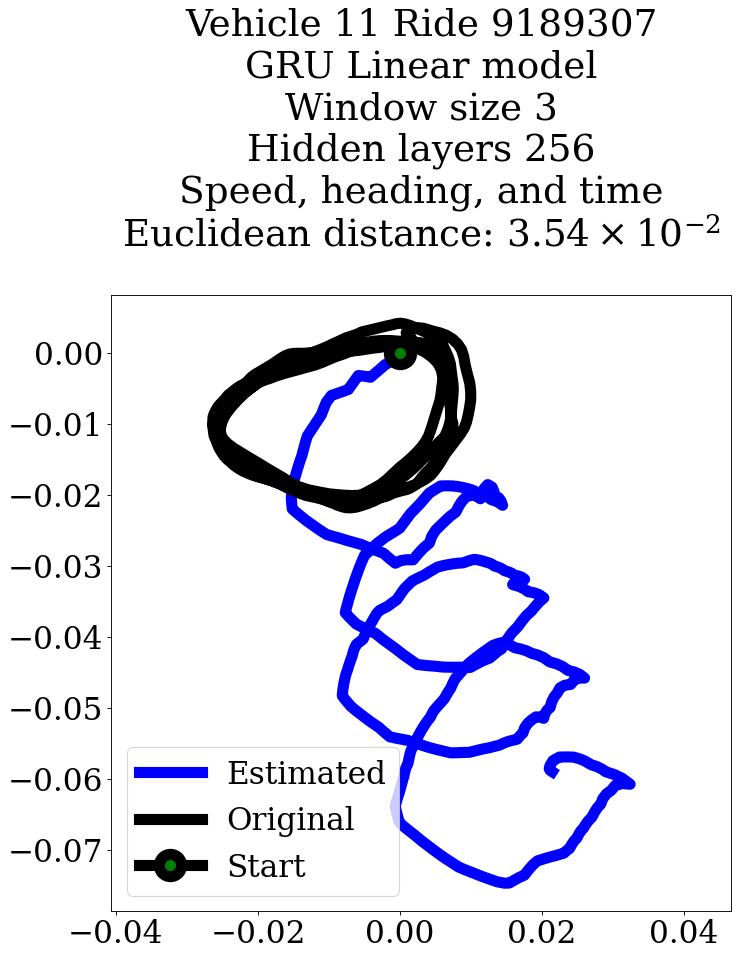 Vehicle 11 Ride 9189307
GRU Linear model
Window size 3
Hidden layers 256
Speed, heading, and time
Euclidean distance: 3.54 × 10⁻²
0.00
−0.01
−0.02
−0.03
−0.04
−0.05
−0.06
−0.07
Estimated
Original
Start
−0.04 −0.02 0.00 0.02 0.04